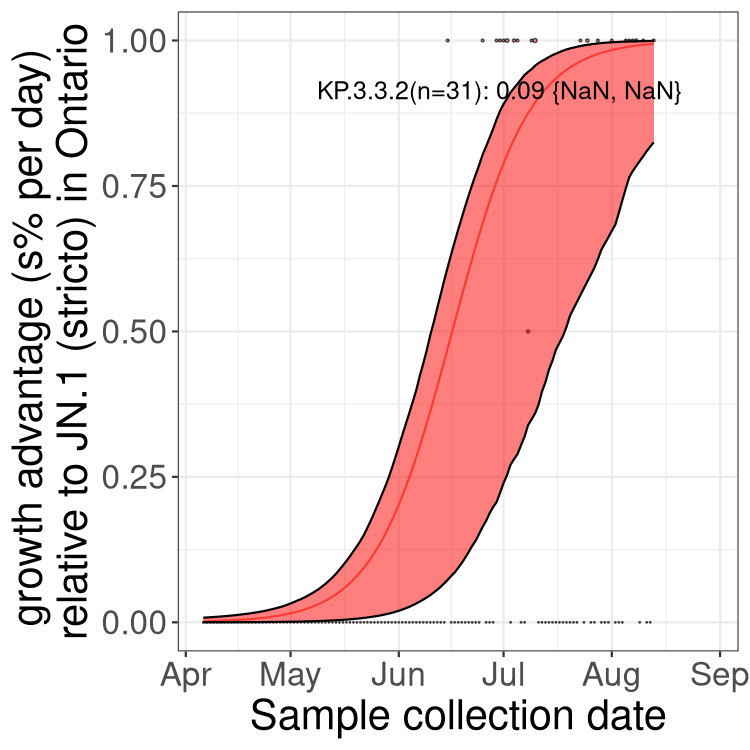 growth advantage (s% per day)
relative to JN.1 (stricto) in Ontario
1.00
0.75
0.50
0.25
0.00
KP.3.3.2(n=31): 0.09 {NaN, NaN}
Apr May Jun Jul Aug Sep
Sample collection date